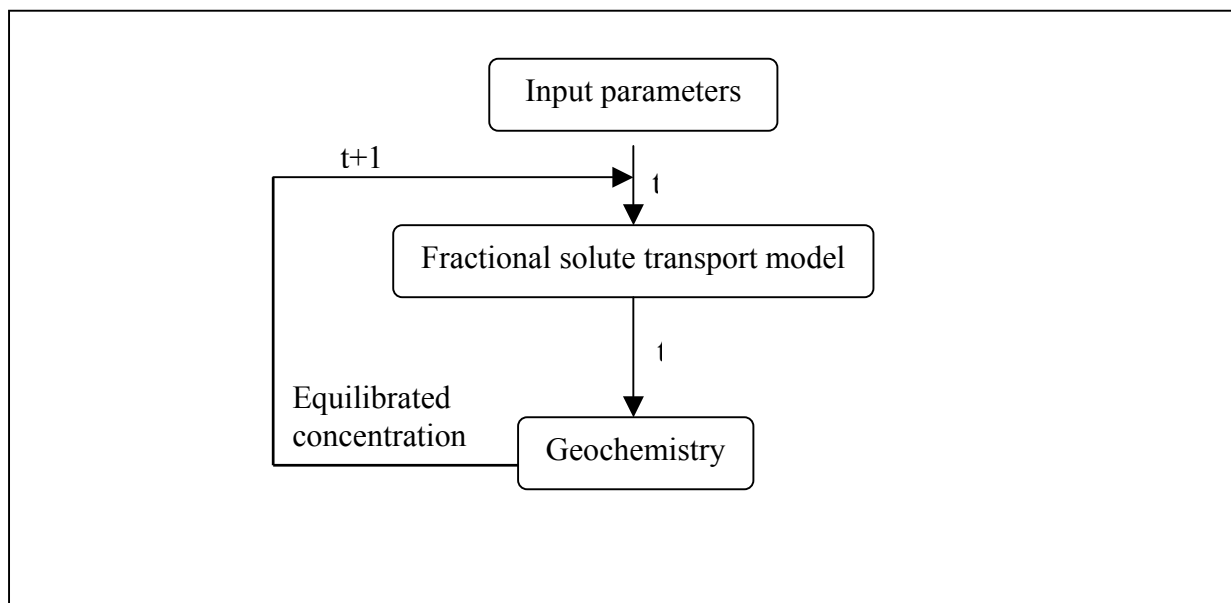 Input parameters
t+1
t
Fractional solute transport model
t
Equilibrated
concentration
Geochemistry